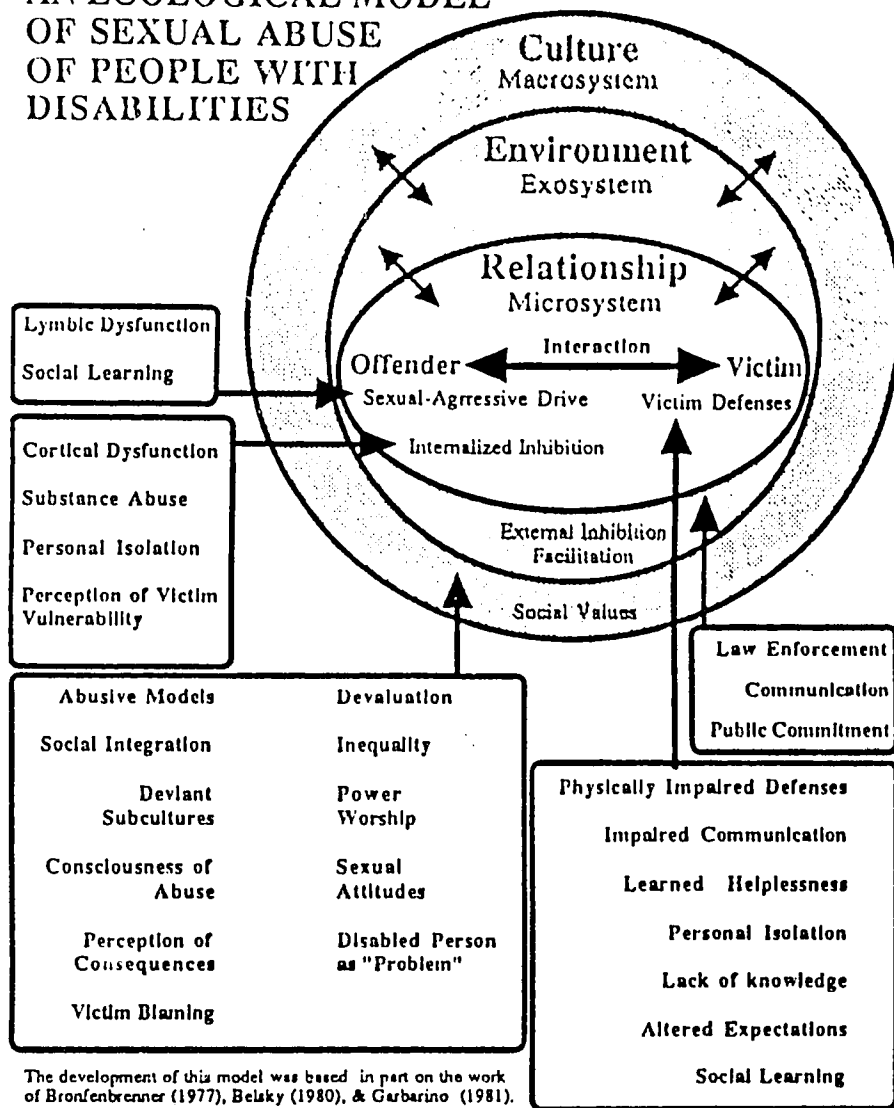 AN ECOLOGICAL MODEL
OF SEXUAL ABUSE
OF PEOPLE WITH
DISABILITIES
Culture
Macrosystem
Environment
Exosystem
Relationship
Microsystem
Offender
Interaction
Victim
Sexual-Agrressive Drive
Victim Defenses
Internalized Inhibition
External Inhibition
Facilitation
Social Values
Lymbic Dysfunction
Social Learning
Cortical Dysfunction
Substance Abuse
Personal Isolation
Perception of Victim
Vulnerability
Law Enforcement
Communication
Public Commitment
Abusive Models
Social Integration
Deviant
Subcultures
Consciousness of
Abuse
Perception of
Consequences
Victim Blaming
Devaluation
Inequality
Power
Worship
Sexual
Attitudes
Disabled Person
as "Problem"
Physically Impaired Defenses
Impaired Communication
Learned Helplessness
Personal Isolation
Lack of knowledge
Altered Expectations
Social Learning
The development of this model was based in part on the work
of Bronfenbrenner (1977), Belsky (1980), & Garbarino (1981).